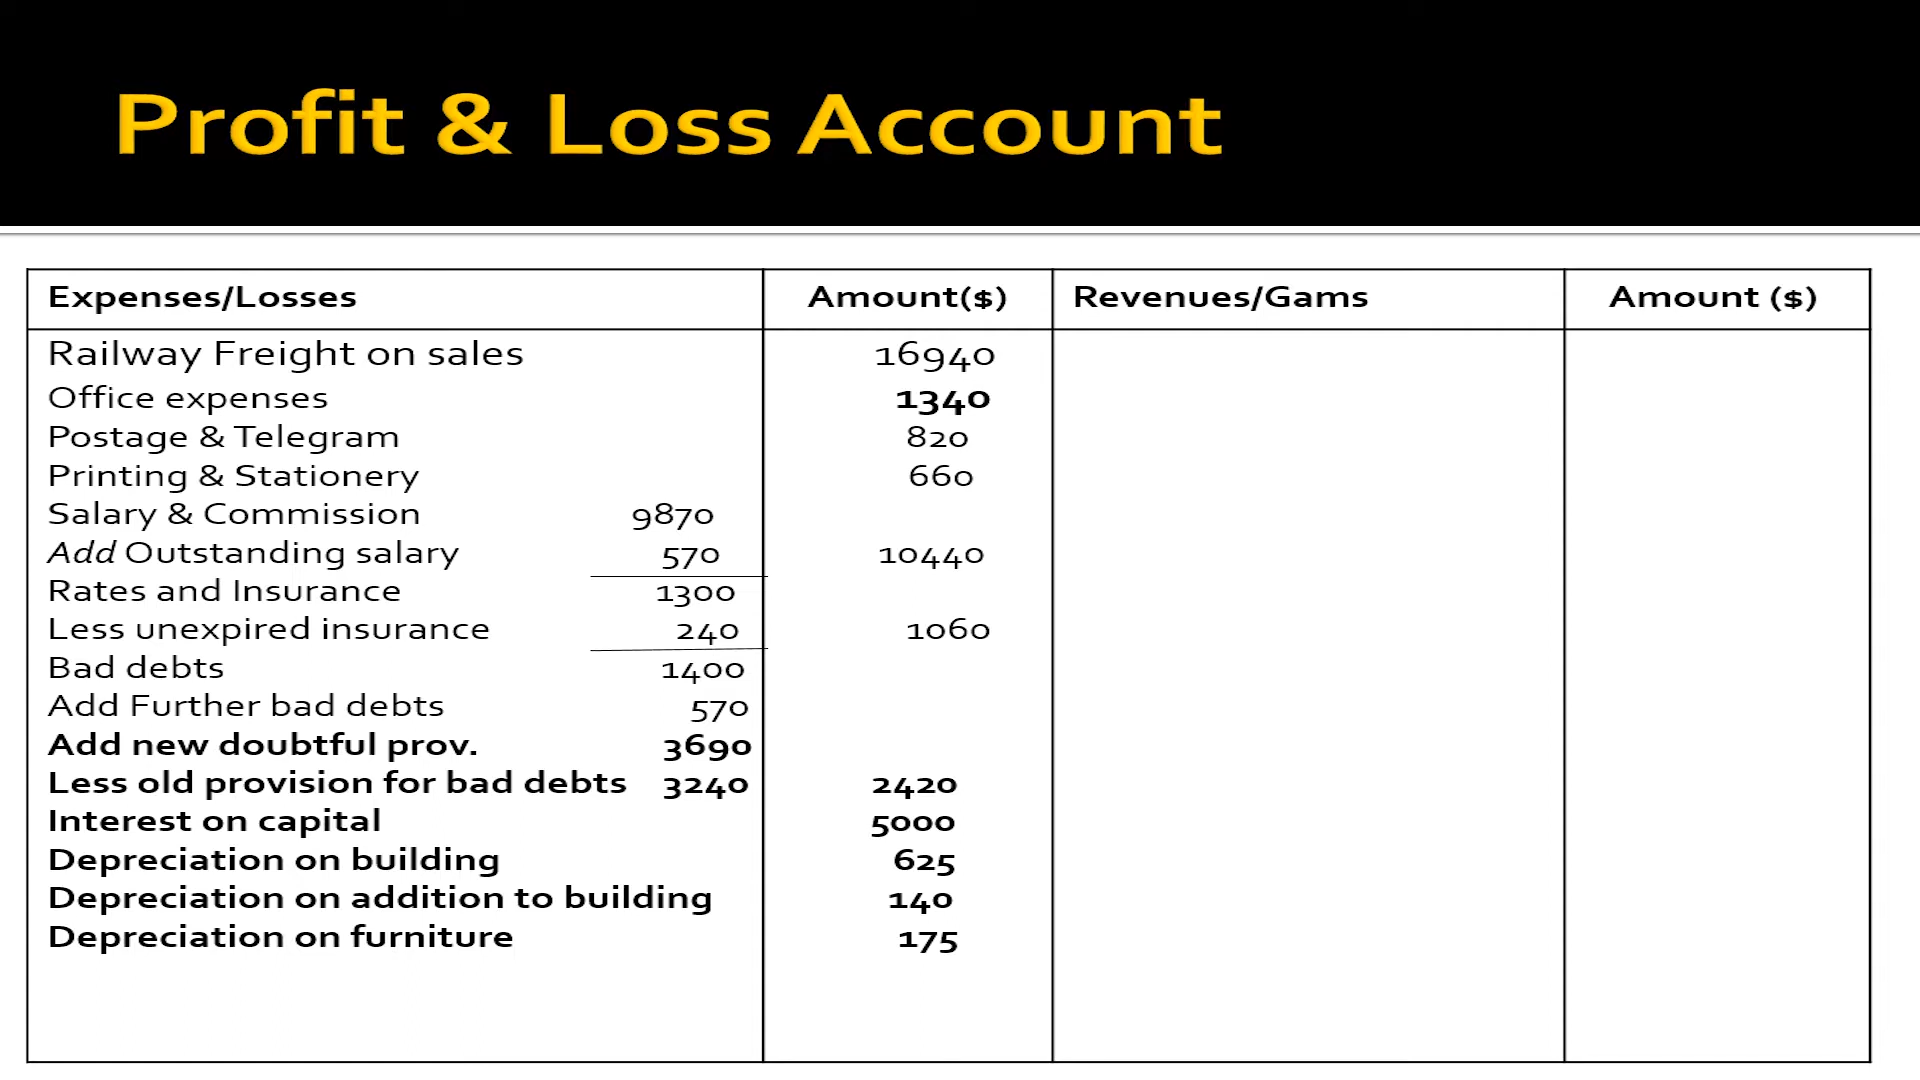 Profit & Loss Account
Expenses/Losses Amount($) Revenues/Gams Amount ($)
Railway Freight on sales 16940
Office expenses 1340
Postage & Telegram 820
Printing & Stationery 660
Salary & Commission 9870
Add Outstanding salary 570 10440
Rates and Insurance 1300
Less unexpired insurance 240 1060
Bad debts 1400
Add Further bad debts 570
Add new doubtful prov. 3690
Less old provision for bad debts 3240 2420
Interest on capital 5000
Depreciation on building 625
Depreciation on addition to building 140
Depreciation on furniture 175